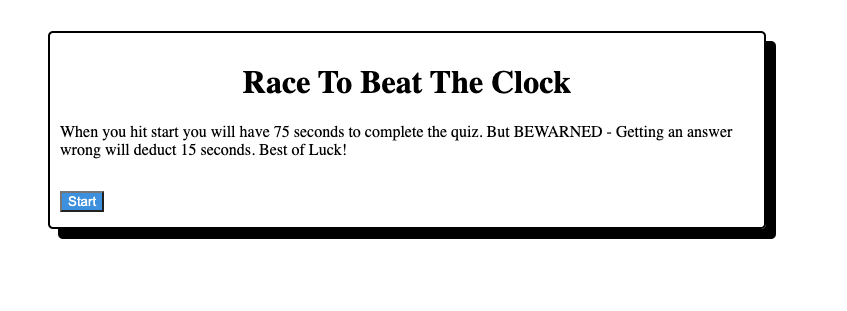 Race To Beat The Clock
When you hit start you will have 75 seconds to complete the quiz. But BEWARNED - Getting an answer
wrong will deduct 15 seconds. Best of Luck!
Start